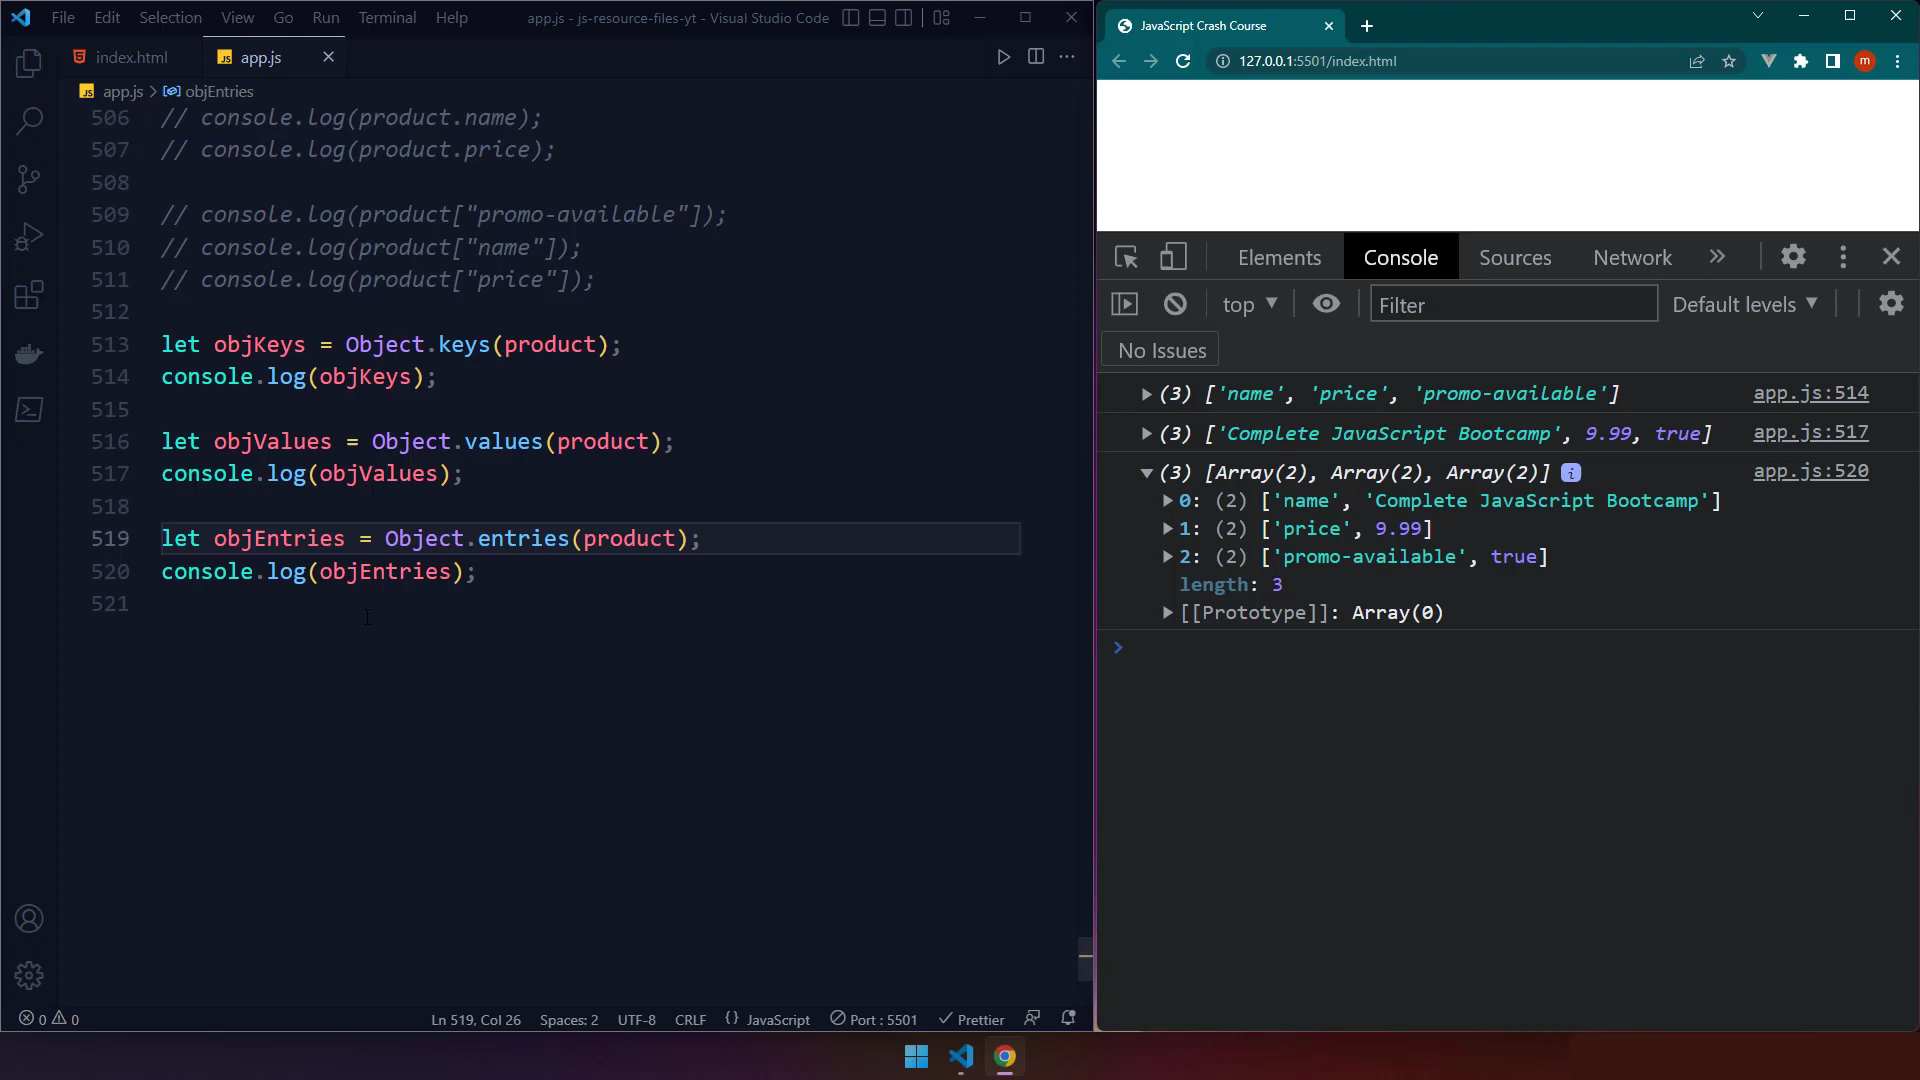 File Edit Selection View Go Run Terminal Help
app.js - js-resource-files-yt - Visual Studio Code
index.html
JS app.js
JS app.js > objEntries
506 // console.log(product.name);
507 // console.log(product.price);
508
509 // console.log(product["promo-available"]);
510 // console.log(product["name"]);
511 // console.log(product["price"]);
512
513 let objKeys = Object.keys(product);
514 console.log(objKeys);
515
516 let objValues = Object.values(product);
517 console.log(objValues);
518
519 let objEntries = Object.entries(product);
520 console.log(objEntries);
521
0 0
Ln 519, Col 26 Spaces: 2 UTF-8 CRLF {} JavaScript Port : 5501 Prettier
JavaScript Crash Course
127.0.0.1:5501/index.html
m
Elements Console Sources Network »
top Filter Default levels
No Issues
(3) ['name', 'price', 'promo-available'] app.js:514
(3) ['Complete JavaScript Bootcamp', 9.99, true] app.js:517
(3) [Array(2), Array(2), Array(2)] i app.js:520
0: (2) ['name', 'Complete JavaScript Bootcamp']
1: (2) ['price', 9.99]
2: (2) ['promo-available', true]
length: 3
[[Prototype]]: Array(0)
>